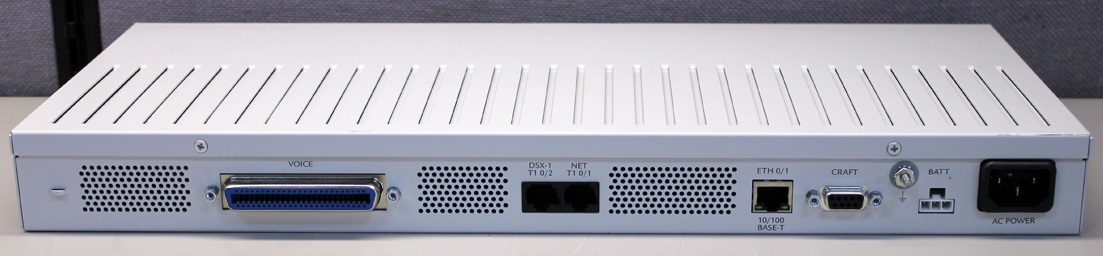 VOICE
DSX-1
T1 0/2
NET
T1 0/1
ETH 0/1
10/100
BASE-T
CRAFT
BATT
AC POWER